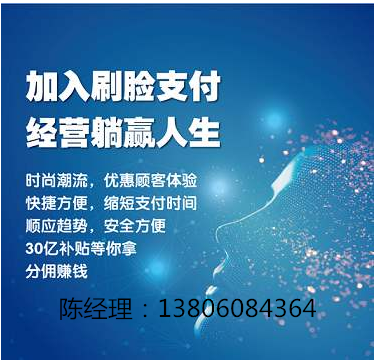 加入刷脸支付
经营躺赢人生
时尚潮流，优惠顾客体验
快捷方便，缩短支付时间
顺应趋势，安全方便
30亿补贴等你拿
分佣赚钱
陈经理：13806084364